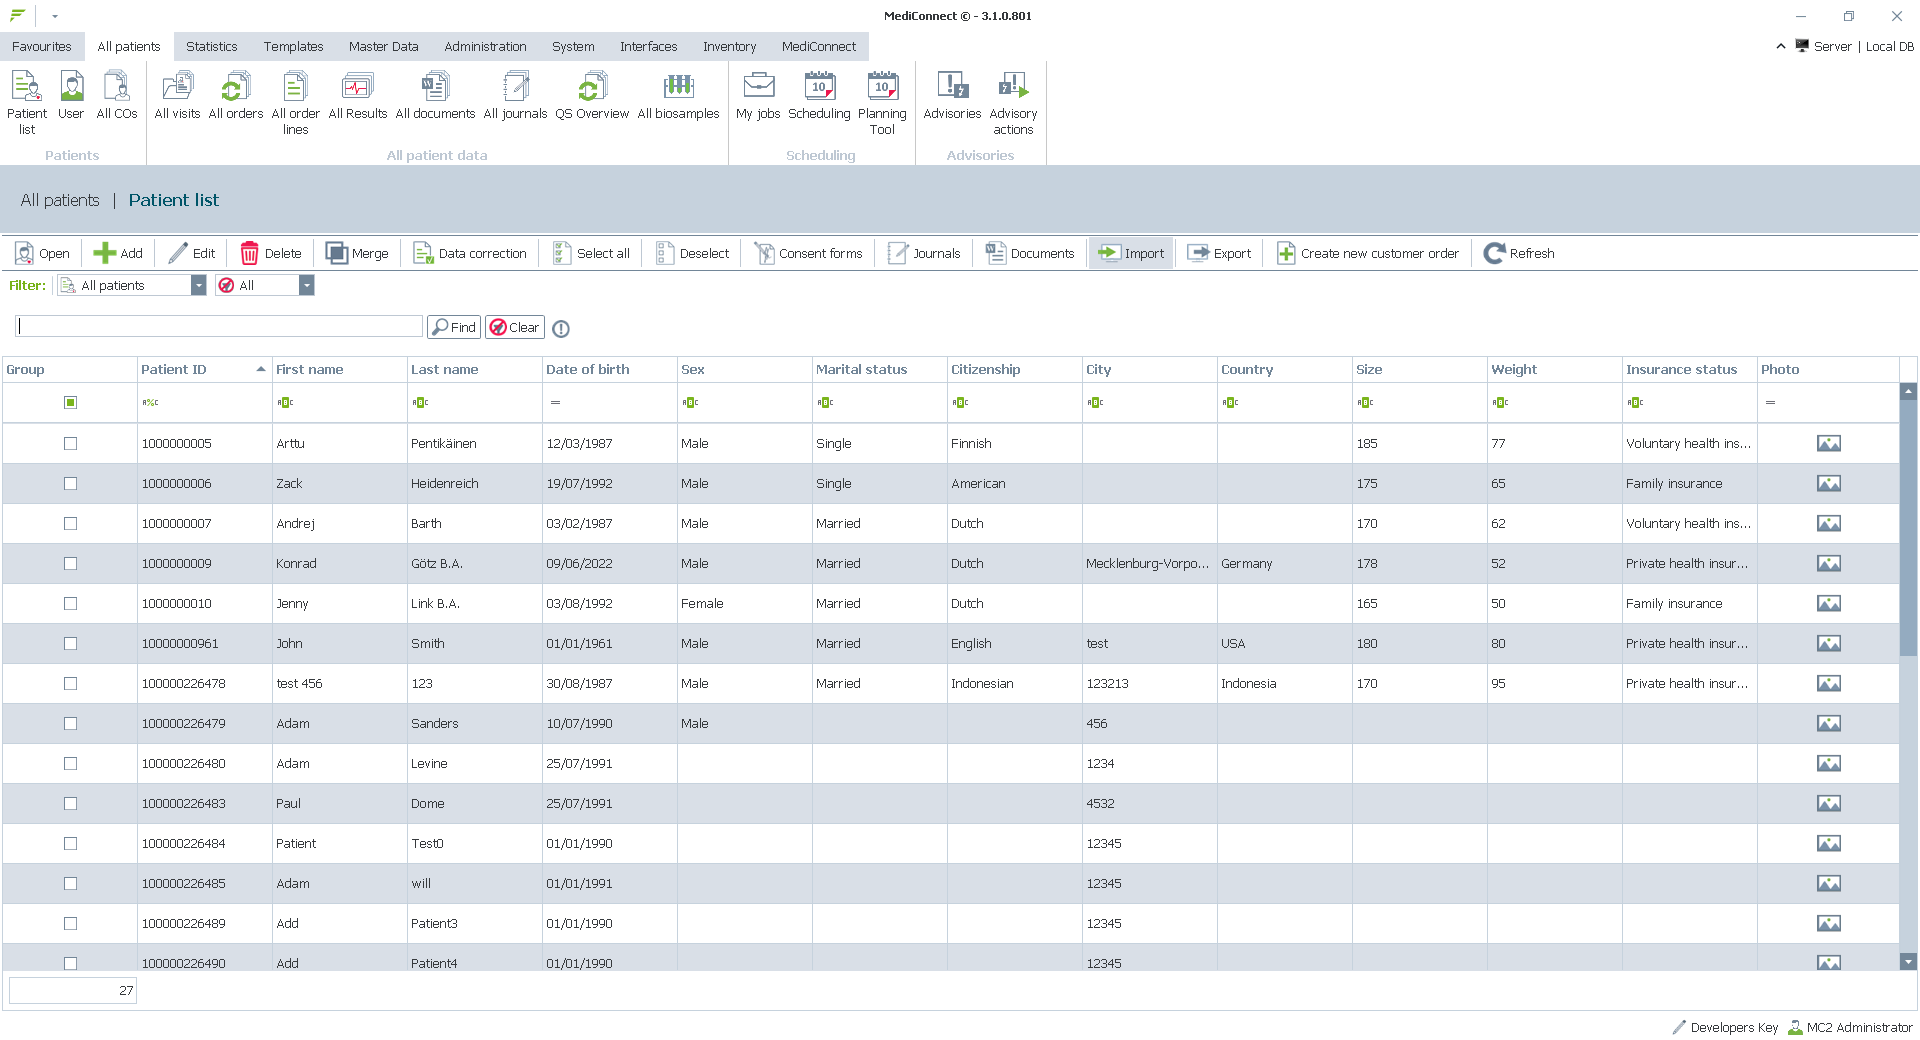 MediConnect © - 3.1.0.801
Favourites All patients Statistics Templates Master Data Administration System Interfaces Inventory MediConnect Server | Local DB
Patient list User All COs All visits All orders All order lines All Results All documents All journals QS Overview All biosamples My jobs Scheduling Planning Tool Advisories Advisory actions
Patients All patient data Scheduling Advisories
All patients | Patient list
Open Add Edit Delete Merge Data correction Select all Deselect Consent forms Journals Documents Import Export Create new customer order Refresh
Filter: All patients All
Find Clear
Group Patient ID First name Last name Date of birth Sex Marital status Citizenship City Country Size Weight Insurance status Photo
1000000005 Arttu Pentikäinen 12/03/1987 Male Single Finnish 185 77 Voluntary health ins...
1000000006 Zack Heidenreich 19/07/1992 Male Single American 175 65 Family insurance
1000000007 Andrej Barth 03/02/1987 Male Married Dutch 170 62 Voluntary health ins...
1000000009 Konrad Götz B.A. 09/06/2022 Male Married Dutch Mecklenburg-Vorpo... Germany 178 52 Private health insur...
1000000010 Jenny Link B.A. 03/08/1992 Female Married Dutch 165 50 Family insurance
10000000961 John Smith 01/01/1961 Male Married English test USA 180 80 Private health insur...
100000226478 test 456 123 30/08/1987 Male Married Indonesian 123213 Indonesia 170 95 Private health insur...
100000226479 Adam Sanders 10/07/1990 Male 456
100000226480 Adam Levine 25/07/1991 1234
100000226483 Paul Dome 25/07/1991 4532
100000226484 Patient Test0 01/01/1990 12345
100000226485 Adam will 01/01/1991 12345
100000226489 Add Patient3 01/01/1990 12345
100000226490 Add Patient4 01/01/1990 12345
27
Developers Key MC2 Administrator